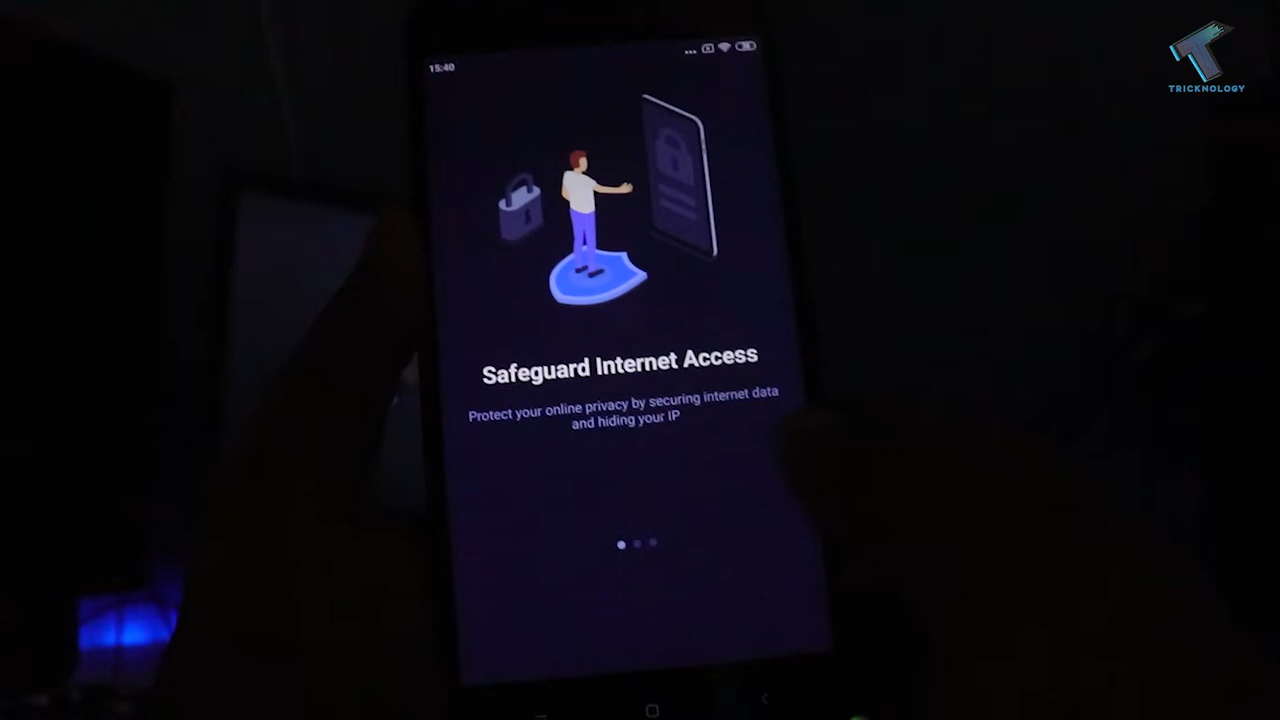 15:40
TRICKNOLOGY
Safeguard Internet Access
Protect your online privacy by securing internet data
and hiding your IP